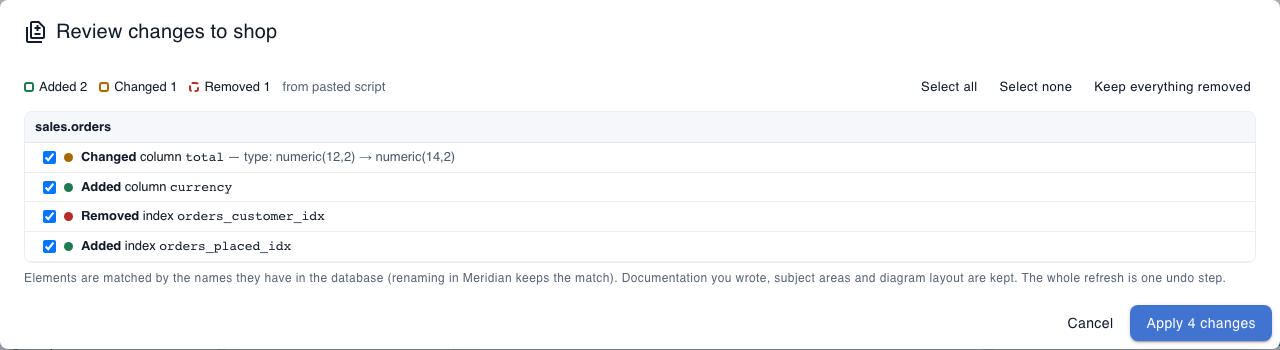 Review changes to shop
Added 2 Changed 1 Removed 1 from pasted script Select all Select none Keep everything removed
sales.orders
Changed column total — type: numeric(12,2) → numeric(14,2)
Added column currency
Removed index orders_customer_idx
Added index orders_placed_idx
Elements are matched by the names they have in the database (renaming in Meridian keeps the match). Documentation you wrote, subject areas and diagram layout are kept. The whole refresh is one undo step.
Cancel Apply 4 changes